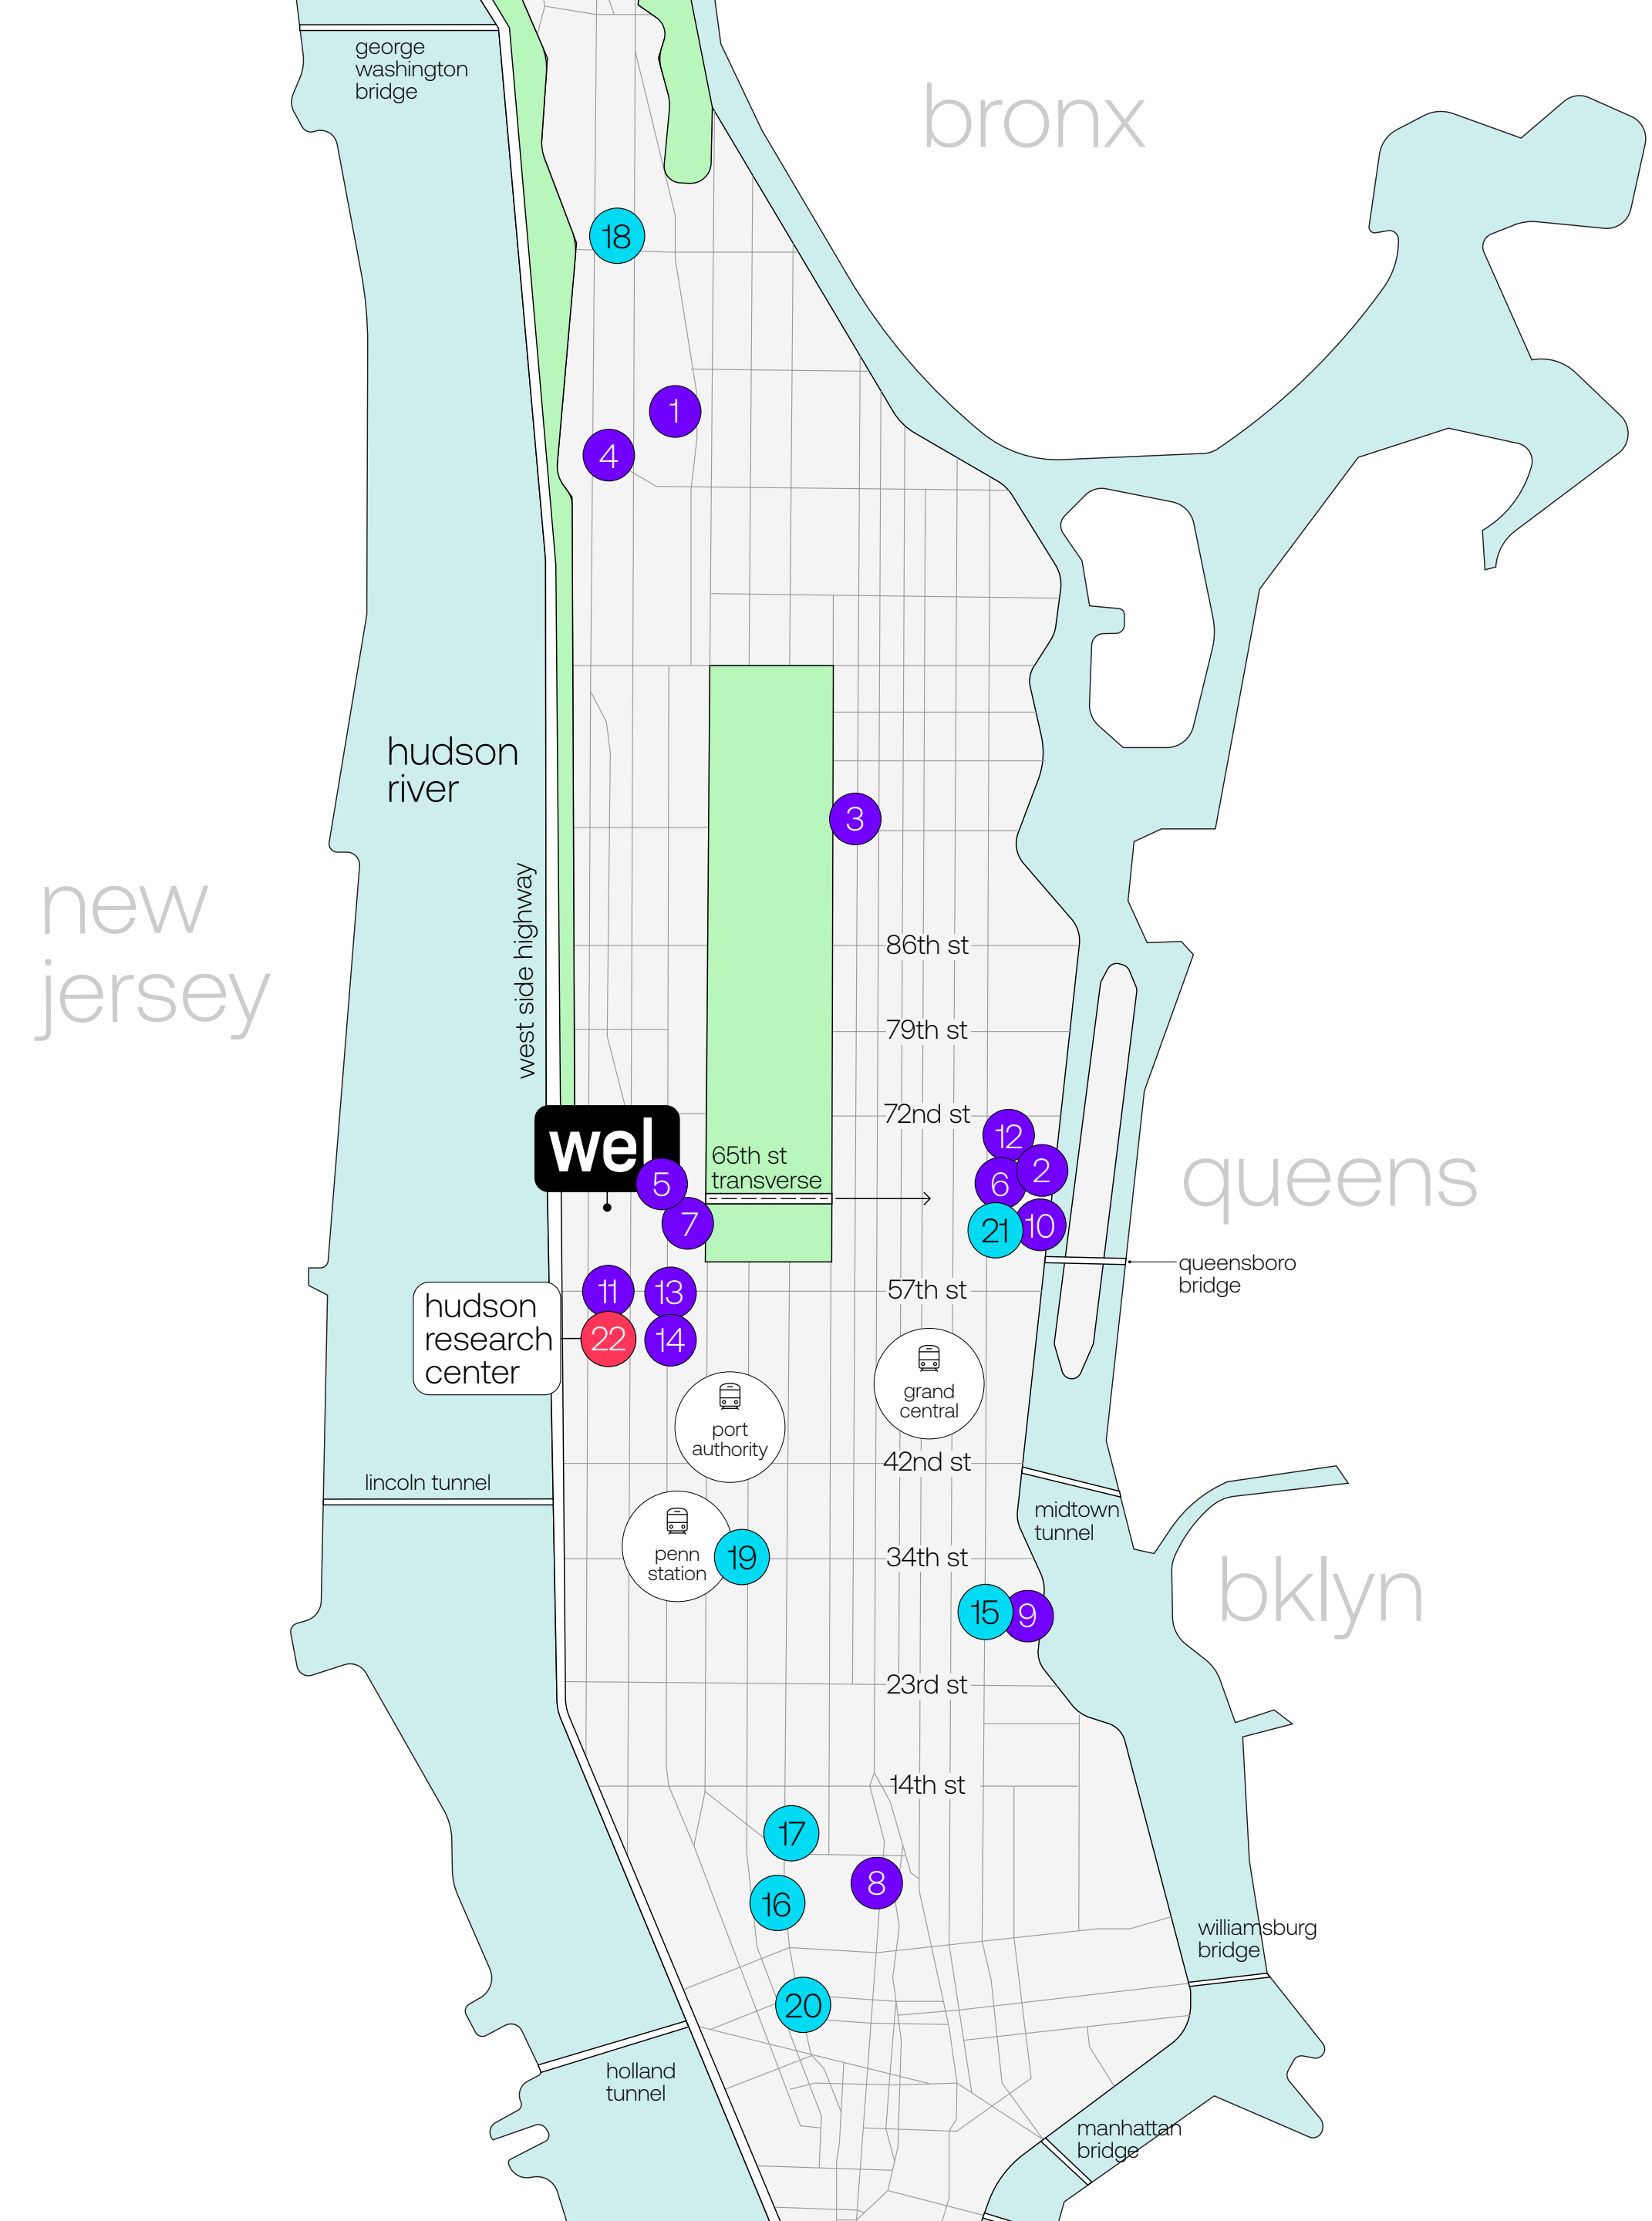 george
washington
bridge
bronx
18
1
4
hudson
river
3
new
jersey
west side highway
86th st
79th st
72nd st
wel
65th st
transverse
5
7
12
2
6
21
10
queens
queensboro
bridge
57th st
11
13
hudson
research
center
22
14
grand
central
port
authority
42nd st
lincoln tunnel
midtown
tunnel
penn
station
19
34th st
bklyn
15
9
23rd st
14th st
17
8
16
williamsburg
bridge
20
holland
tunnel
manhattan
bridge